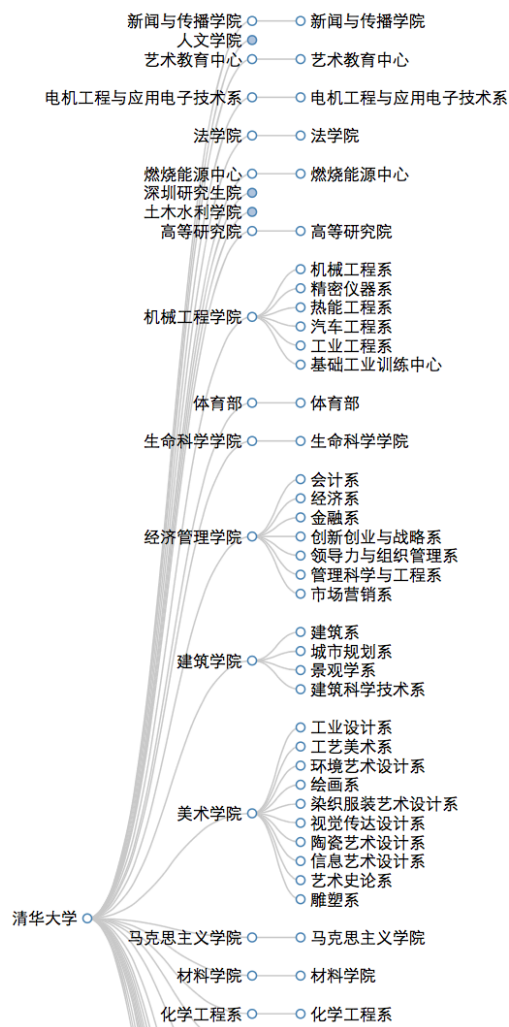 新闻与传播学院 新闻与传播学院
人文学院
艺术教育中心 艺术教育中心
电机工程与应用电子技术系 电机工程与应用电子技术系
法学院 法学院
燃烧能源中心 燃烧能源中心
深圳研究生院
土木水利学院
高等研究院 高等研究院
机械工程系
精密仪器系
热能工程系
机械工程学院
汽车工程系
工业工程系
基础工业训练中心
体育部 体育部
生命科学学院 生命科学学院
会计系
经济系
金融系
经济管理学院 创新创业与战略系
领导力与组织管理系
管理科学与工程系
市场营销系
建筑系
城市规划系
建筑学院
景观学系
建筑科学技术系
工业设计系
工艺美术系
环境艺术设计系
绘画系
染织服装艺术设计系
美术学院
视觉传达设计系
陶瓷艺术设计系
信息艺术设计系
艺术史论系
雕塑系
清华大学
马克思主义学院 马克思主义学院
材料学院 材料学院
化学工程系 化学工程系